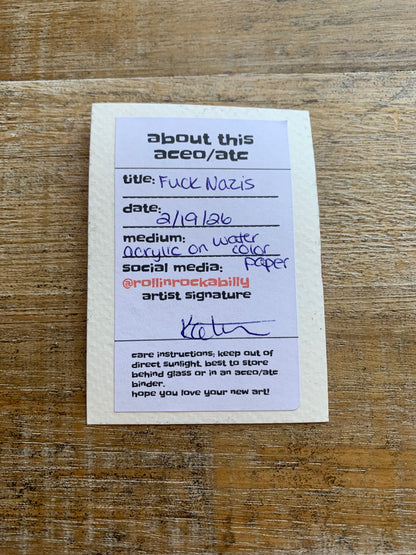 about this
aceo/atc
title: Fuck Nazis
date:
2/19/26
medium:
acrylic on water color paper
social media:
@rollinrockabilly
artist signature
care instructions: keep out of
direct sunlight. best to store
behind glass or in an aceo/atc
binder.
hope you love your new art!